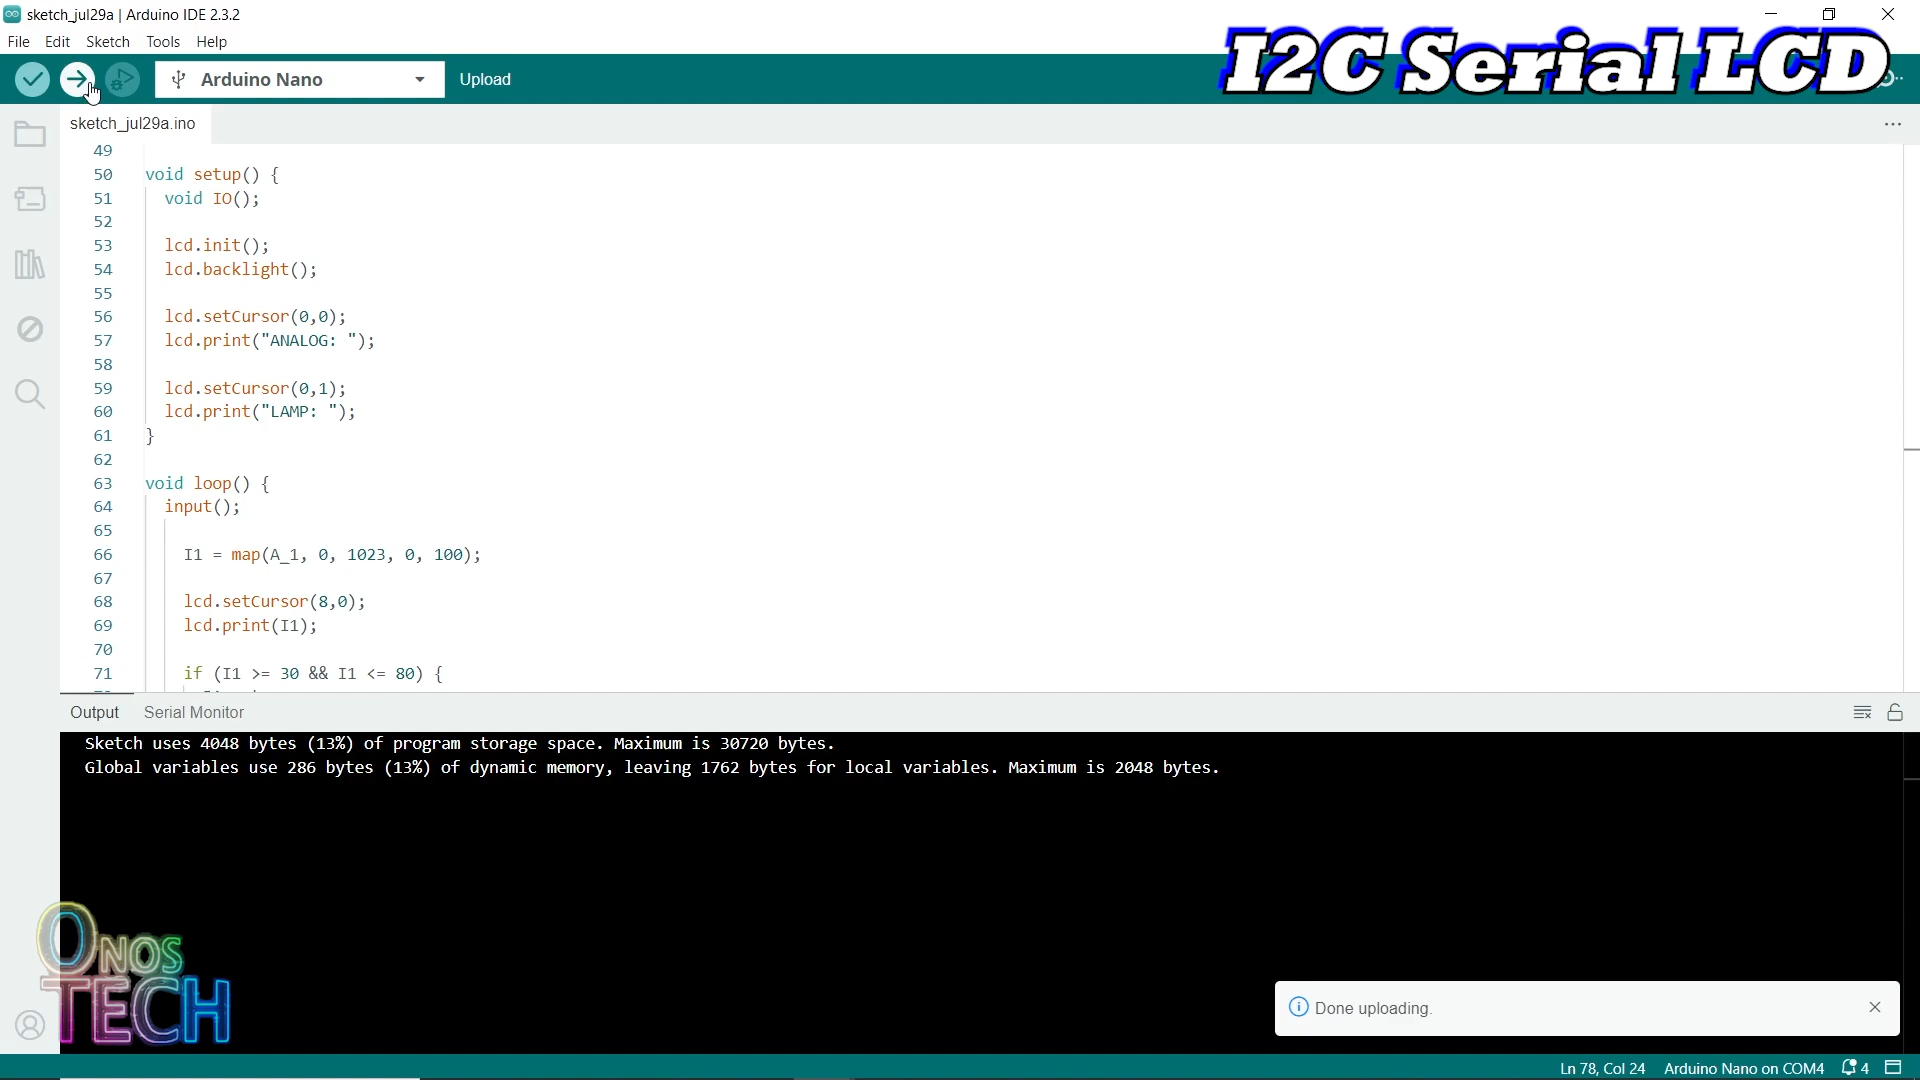 sketch_jul29a | Arduino IDE 2.3.2
File Edit Sketch Tools Help
I2C Serial LCD
Arduino Nano
Upload
sketch_jul29a.ino
49
50 void setup() {
51 void IO();
52
53 lcd.init();
54 lcd.backlight();
55
56 lcd.setCursor(0,0);
57 lcd.print("ANALOG: ");
58
59 lcd.setCursor(0,1);
60 lcd.print("LAMP: ");
61 }
62
63 void loop() {
64 input();
65
66 I1 = map(A_1, 0, 1023, 0, 100);
67
68 lcd.setCursor(8,0);
69 lcd.print(I1);
70
71 if (I1 >= 30 && I1 <= 80) {
Output Serial Monitor
Sketch uses 4048 bytes (13%) of program storage space. Maximum is 30720 bytes.
Global variables use 286 bytes (13%) of dynamic memory, leaving 1762 bytes for local variables. Maximum is 2048 bytes.
ONOS
TECH
Done uploading.
Ln 78, Col 24 Arduino Nano on COM4 4